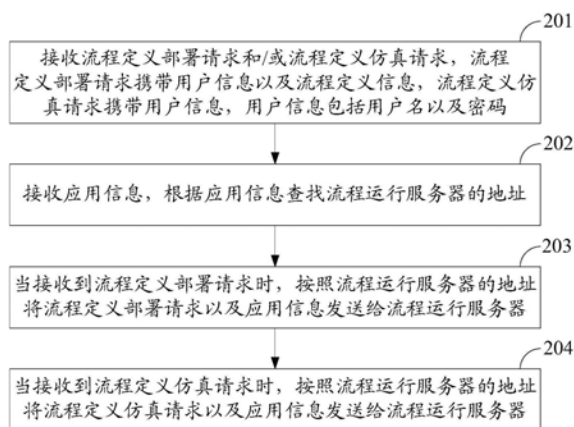 201
接收流程定义部署请求和/或流程定义仿真请求，流程
定义部署请求携带用户信息以及流程定义信息，流程定义仿
真请求携带用户信息，用户信息包括用户名以及密码
202
接收应用信息，根据应用信息查找流程运行服务器的地址
203
当接收到流程定义部署请求时，按照流程运行服务器的地址
将流程定义部署请求以及应用信息发送给流程运行服务器
204
当接收到流程定义仿真请求时，按照流程运行服务器的地址
将流程定义仿真请求以及应用信息发送给流程运行服务器